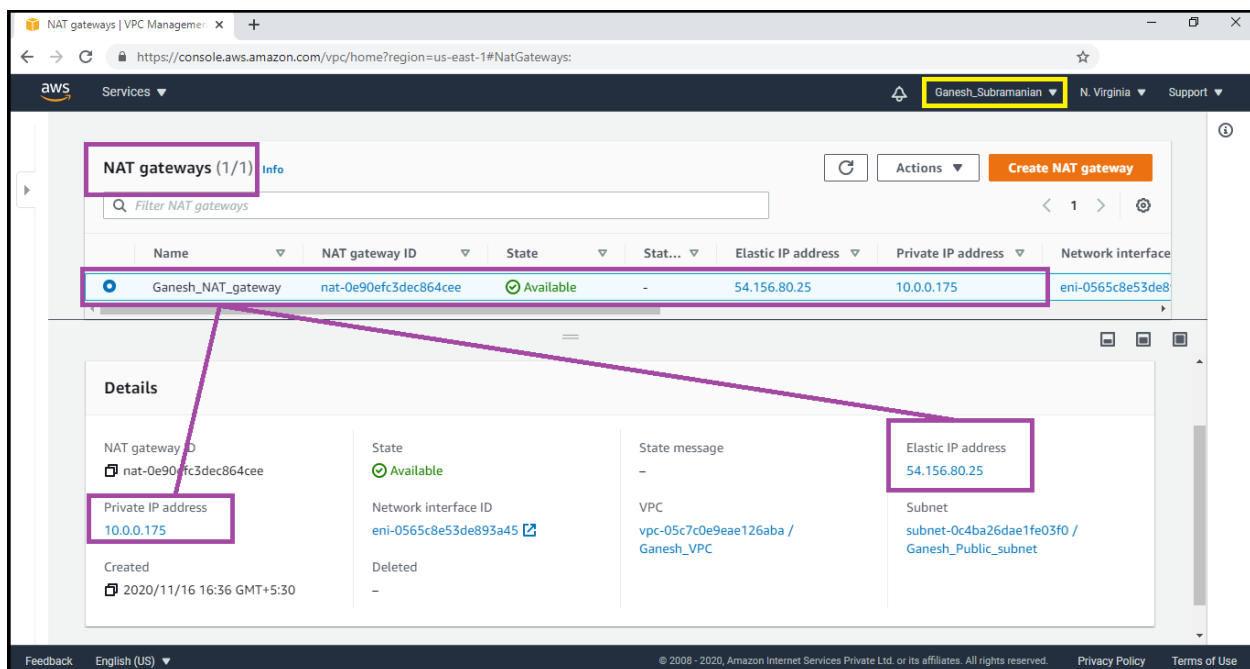 NAT gateways | VPC Managemen
https://console.aws.amazon.com/vpc/home?region=us-east-1#NatGateways:
aws Services Ganesh_Subramanian N. Virginia Support
NAT gateways (1/1) Info Actions Create NAT gateway
Filter NAT gateways 1
Name NAT gateway ID State Stat... Elastic IP address Private IP address Network interface
Ganesh_NAT_gateway nat-0e90efc3dec864cee Available - 54.156.80.25 10.0.0.175 eni-0565c8e53de89
Details
NAT gateway ID State State message Elastic IP address
nat-0e90efc3dec864cee Available – 54.156.80.25
Private IP address Network interface ID VPC Subnet
10.0.0.175 eni-0565c8e53de893a45 vpc-05c7c0e9eae126aba / subnet-0c4ba26dae1fe03f0 /
Ganesh_VPC Ganesh_Public_subnet
Created Deleted
2020/11/16 16:36 GMT+5:30 –
Feedback English (US) © 2008 - 2020, Amazon Internet Services Private Ltd. or its affiliates. All rights reserved. Privacy Policy Terms of Use